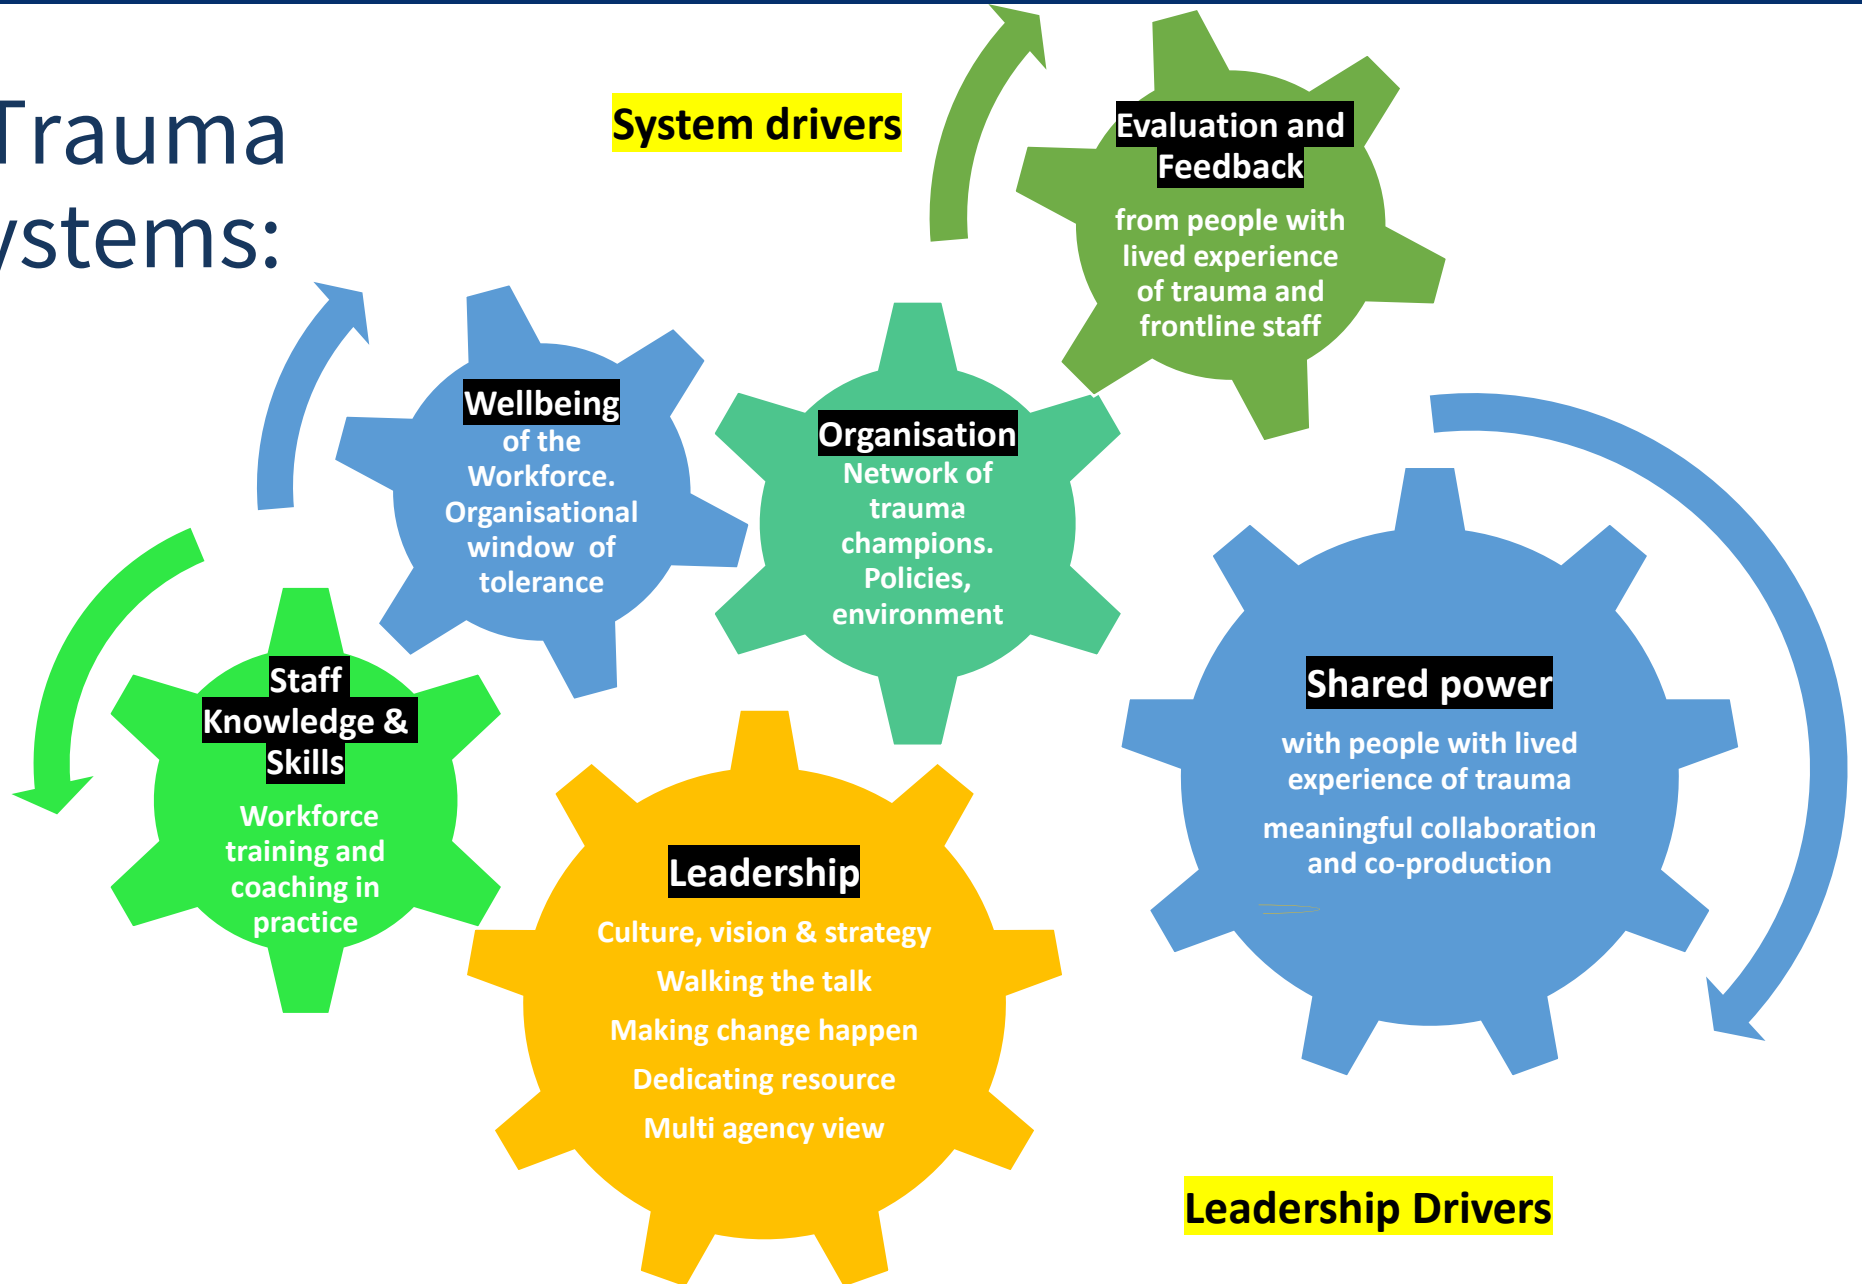 Trauma
ystems:
System drivers
Evaluation and
Feedback
from people with
lived experience
of trauma and
frontline staff
Wellbeing
of the
Workforce.
Organisational
window of
tolerance
Organisation
Network of
trauma
champions.
Policies,
environment
Staff
Knowledge &
Skills
Workforce
training and
coaching in
practice
Leadership
Culture, vision & strategy
Walking the talk
Making change happen
Dedicating resource
Multi agency view
Shared power
with people with lived
experience of trauma
meaningful collaboration
and co-production
Leadership Drivers